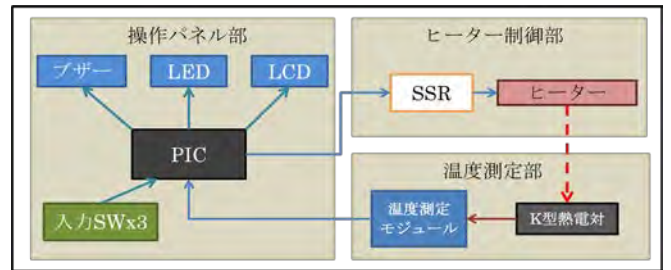 操作パネル部
ブザー
LED
LCD
PIC
入力SWx3
ヒーター制御部
SSR
ヒーター
温度測定部
温度測定
モジュール
K型熱電対